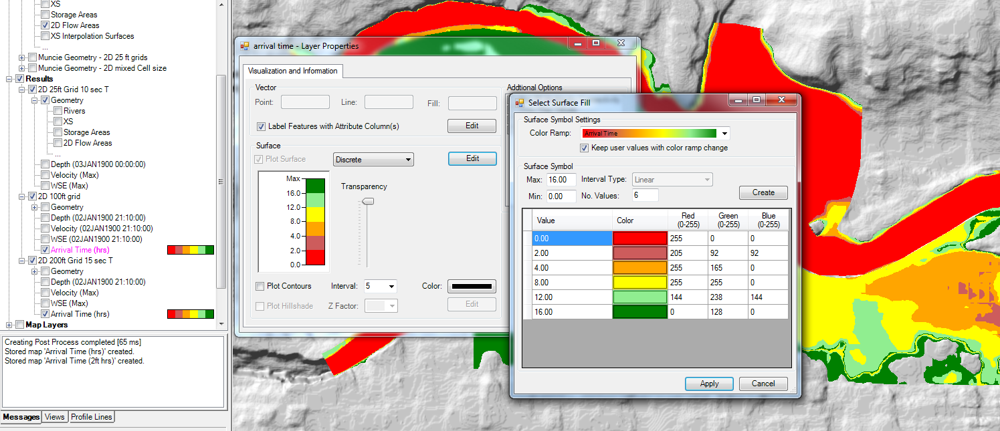 XS
Storage Areas
2D Flow Areas
XS Interpolation Surfaces
...
Muncie Geometry - 2D 25 ft grids
Muncie Geometry - 2D mixed Cell size
Results
2D 25ft Grid 10 sec T
Geometry
Rivers
XS
Storage Areas
2D Flow Areas
...
Depth (03JAN1900 00:00:00)
Velocity (Max)
WSE (Max)
2D 100ft grid
Geometry
Depth (02JAN1900 21:10:00)
Velocity (02JAN1900 21:10:00)
WSE (02JAN1900 21:10:00)
Arrival Time (hrs)
2D 200ft Grid 15 sec T
Geometry
Depth (02JAN1900 21:10:00)
Velocity (Max)
WSE (Max)
Arrival Time (hrs)
Map Layers
Creating Post Process completed [65 ms]
Stored map 'Arrival Time (hrs)' created.
Stored map 'Arrival Time (2ft hrs)' created.
Messages Views Profile Lines
arrival time - Layer Properties
Visualization and Information
Vector
Point: Line: Fill:
Label Features with Attribute Column(s) Edit
Surface
Plot Surface Discrete Edit
Max
16.0
12.0
8.0
4.0
2.0
0.0
Transparency
Plot Contours Interval: 5 Color:
Plot Hillshade Z Factor: Edit
Addtional Options
Select Surface Fill
Surface Symbol Settings
Color Ramp: Arrival Time
Keep user values with color ramp change
Surface Symbol
Max: 16.00 Interval Type: Linear
Min: 0.00 No. Values: 6 Create
Value Color Red (0-255) Green (0-255) Blue (0-255)
0.00 255 0 0
2.00 205 92 92
4.00 255 165 0
8.00 255 255 0
12.00 144 238 144
16.00 0 128 0
Apply Cancel